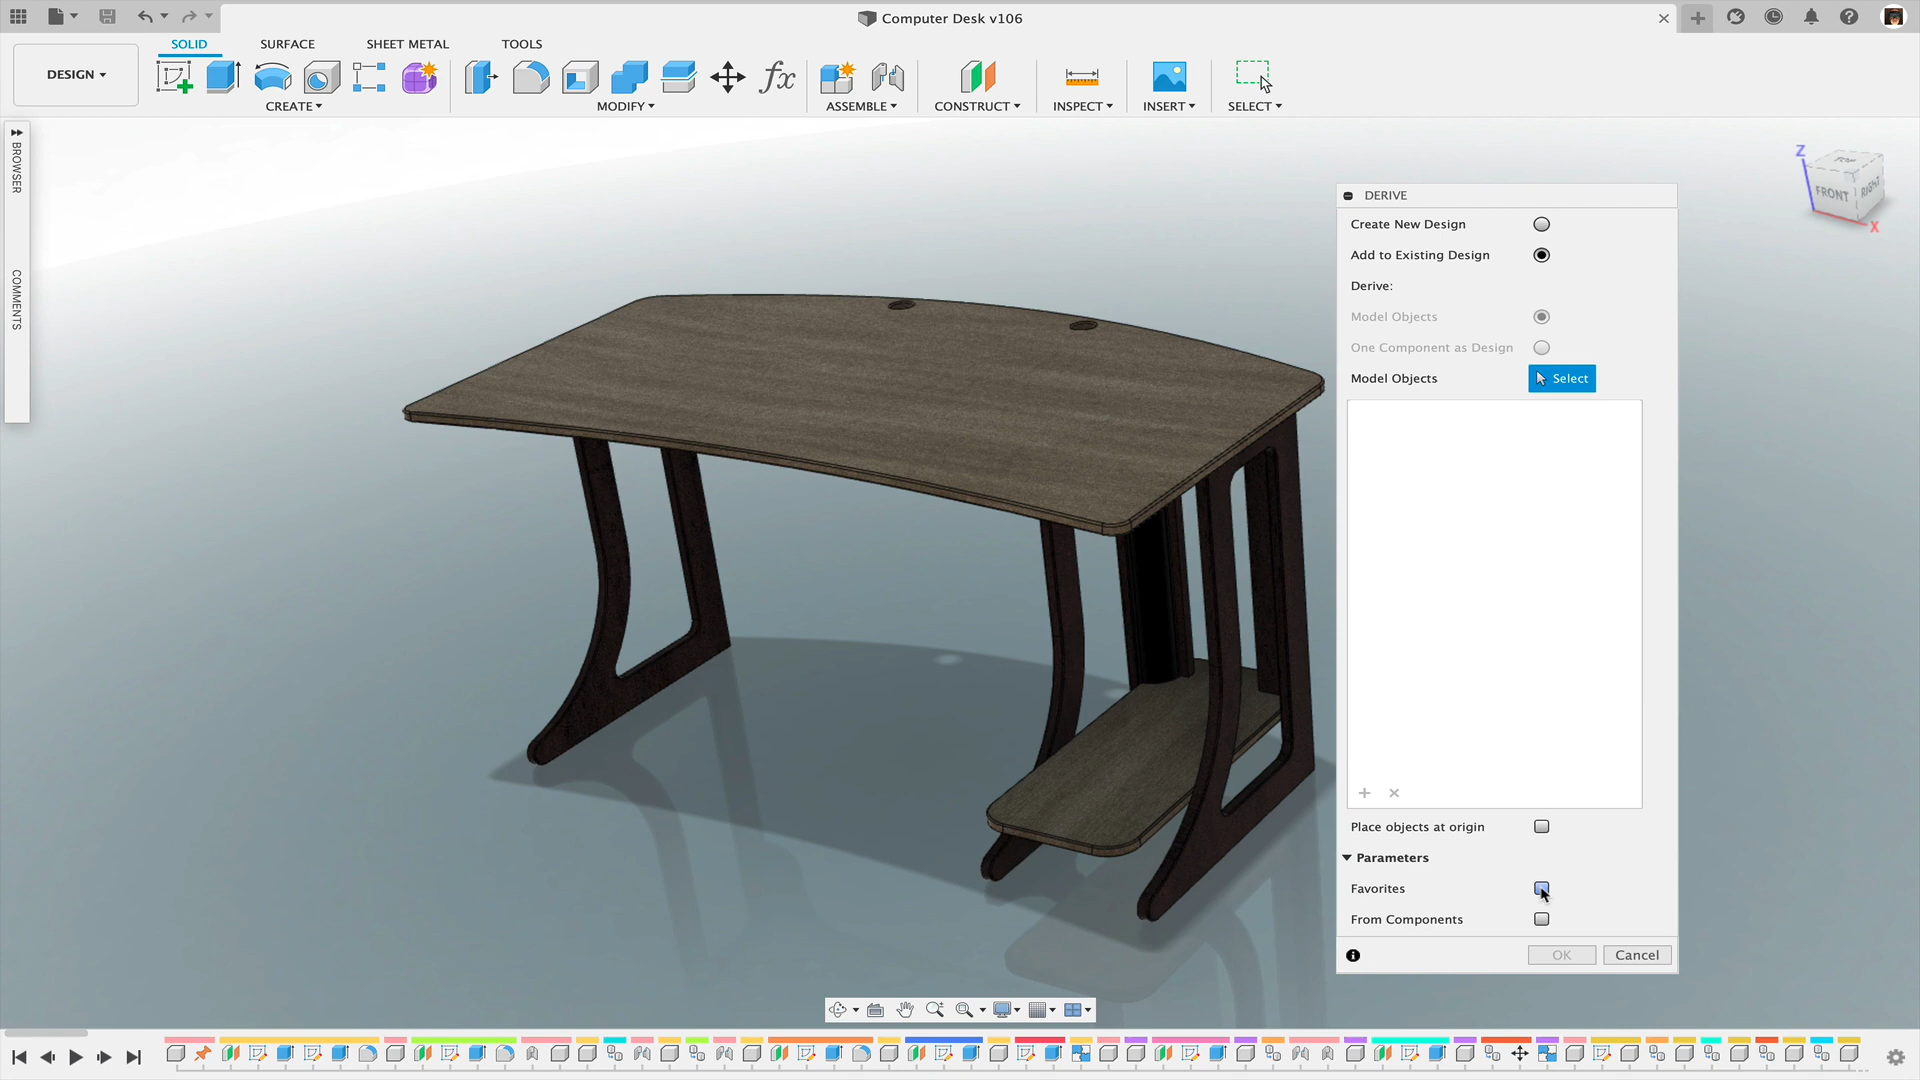 Computer Desk v106
SOLID
SURFACE
SHEET METAL
TOOLS
DESIGN
CREATE
fx
MODIFY
ASSEMBLE
CONSTRUCT
INSPECT
INSERT
SELECT
BROWSER
COMMENTS
Z
TOP
FRONT
RIGHT
X
DERIVE
Create New Design
Add to Existing Design
Derive:
Model Objects
One Component as Design
Model Objects
Select
Place objects at origin
Parameters
Favorites
From Components
OK
Cancel